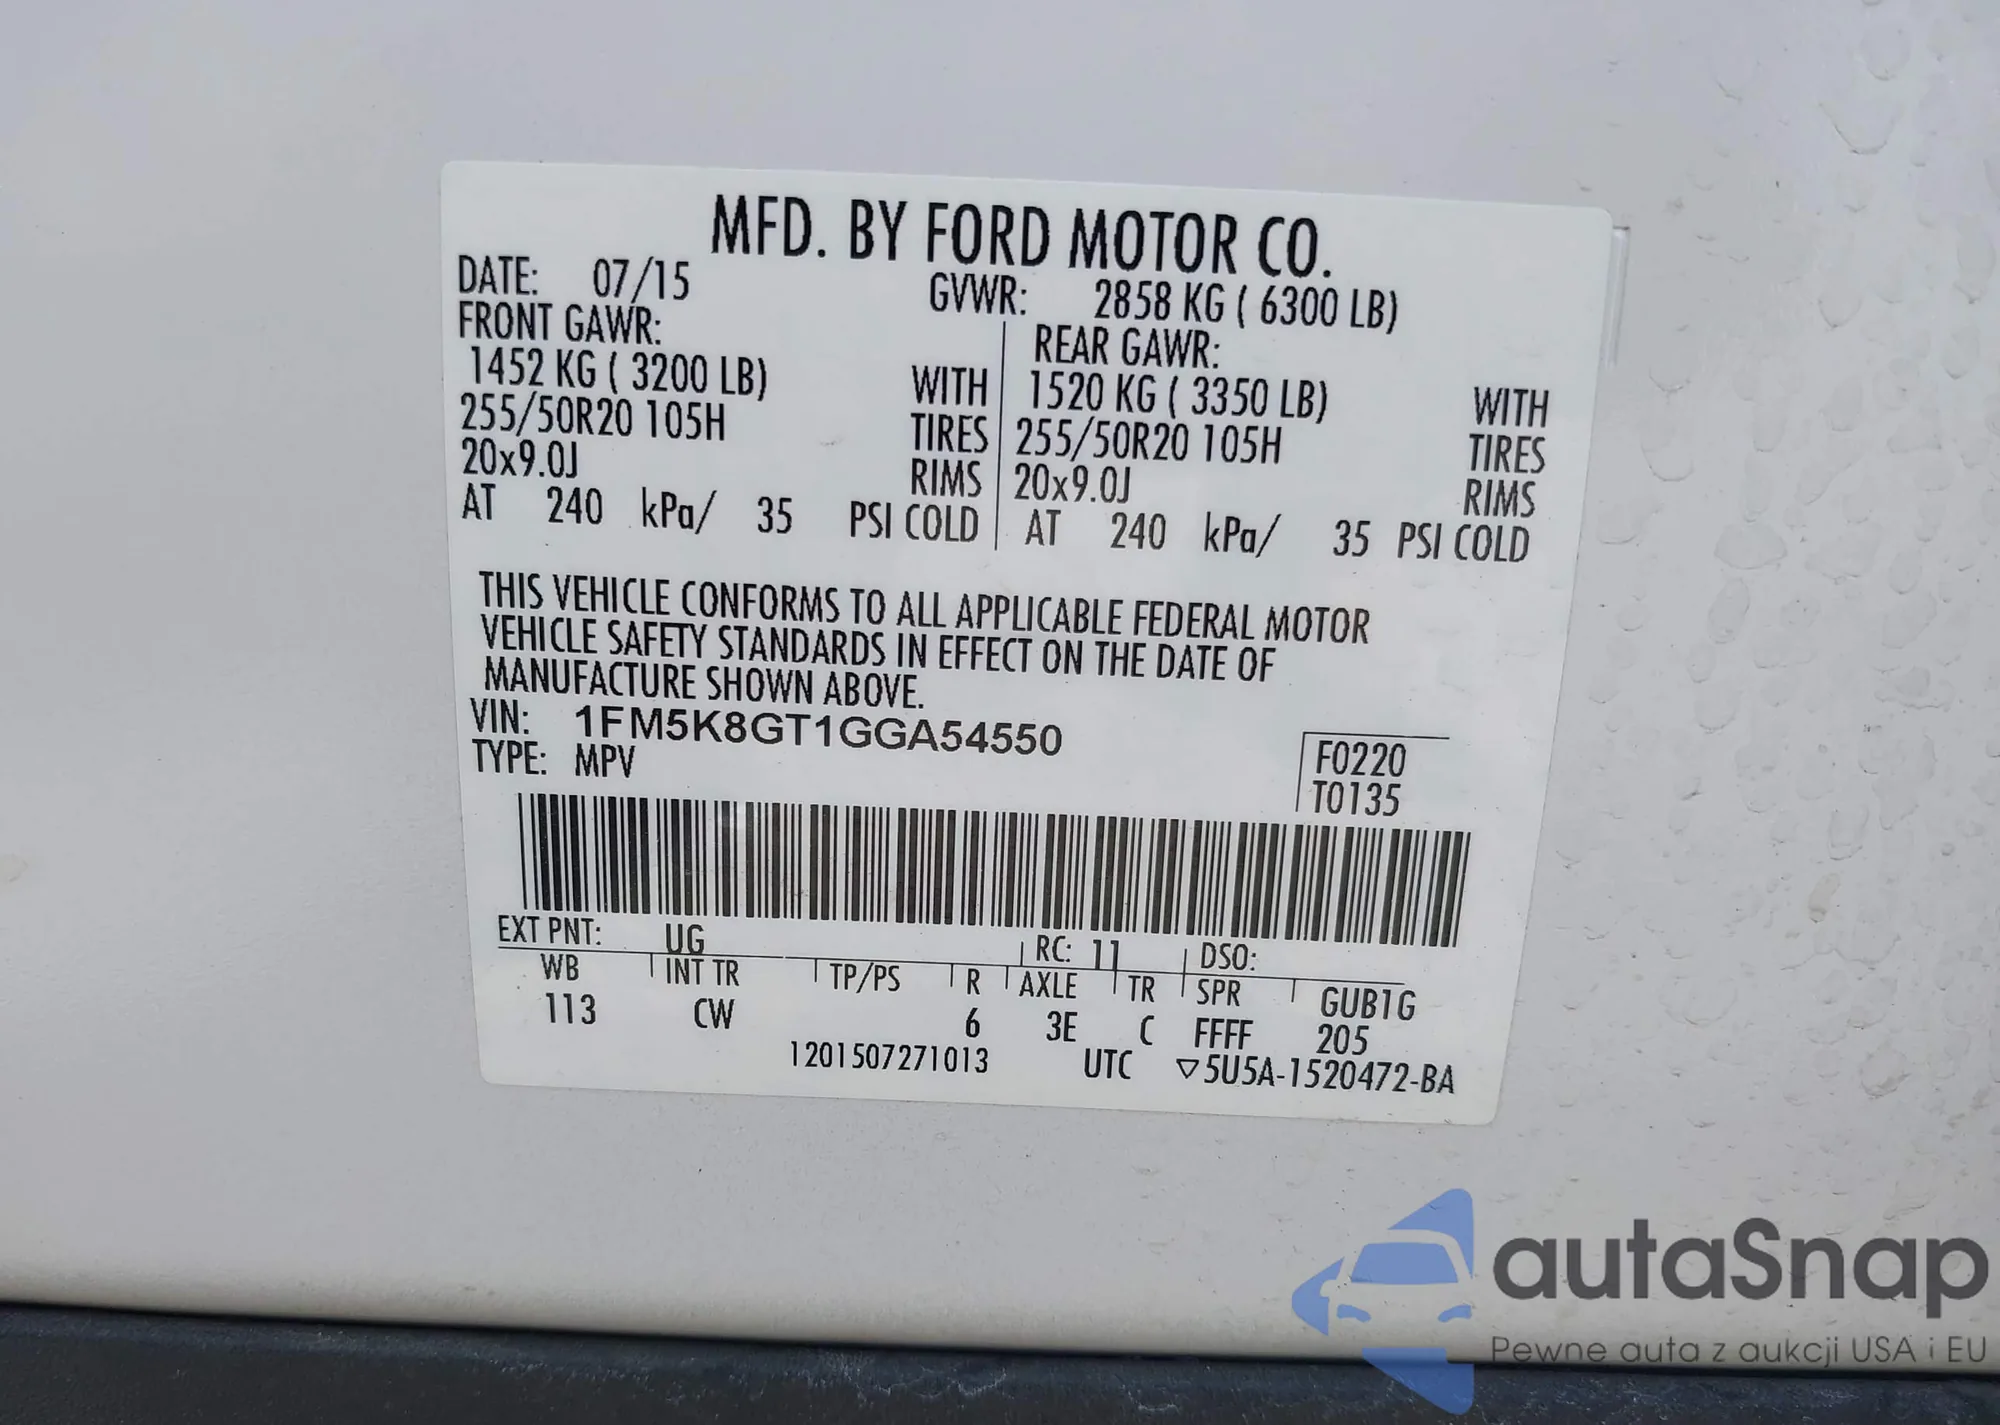 MFD. BY FORD MOTOR CO.
DATE: 07/15 GVWR: 2858 KG ( 6300 LB)
FRONT GAWR: REAR GAWR:
1452 KG ( 3200 LB) WITH 1520 KG ( 3350 LB) WITH
255/50R20 105H TIRES 255/50R20 105H TIRES
20x9.0J RIMS 20x9.0J RIMS
AT 240 kPa/ 35 PSI COLD AT 240 kPa/ 35 PSI COLD
THIS VEHICLE CONFORMS TO ALL APPLICABLE FEDERAL MOTOR
VEHICLE SAFETY STANDARDS IN EFFECT ON THE DATE OF
MANUFACTURE SHOWN ABOVE.
VIN: 1FM5K8GT1GGA54550
TYPE: MPV
F0220
T0135
EXT PNT: UG RC: 11 DSO:
WB INT TR TP/PS R AXLE TR SPR GUB1G
113 CW 6 3E C FFFF 205
1201507271013 UTC ▽5U5A-1520472-BA
autaSnap
Pewne auta z aukcji USA i EU